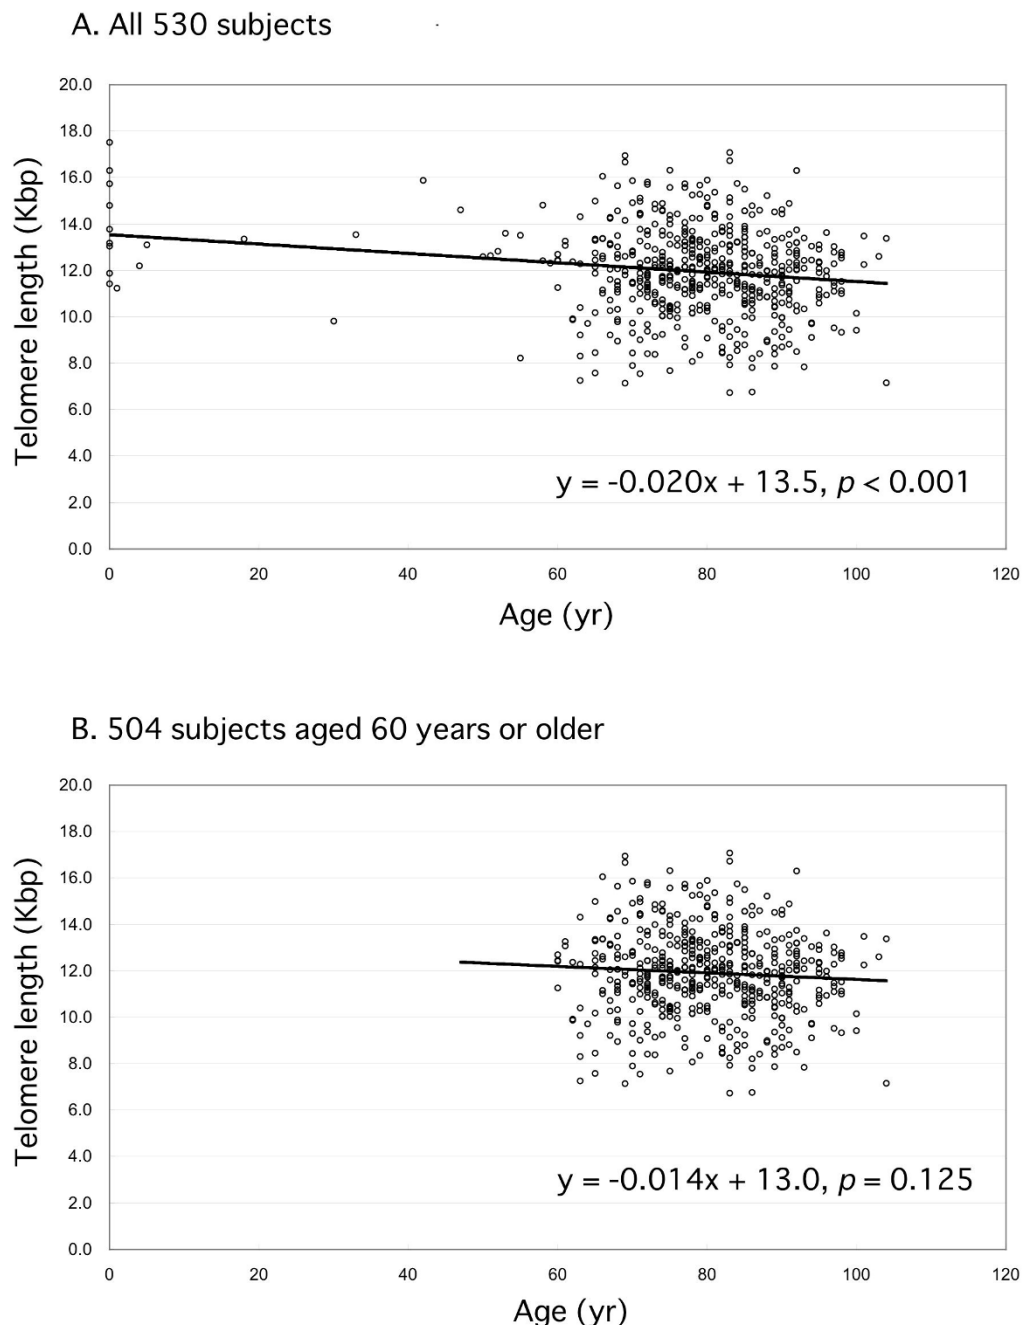 A. All 530 subjects
20.0
18.0
16.0
14.0
12.0
10.0
8.0
6.0
4.0
2.0
0.0
Telomere length (Kbp)
y = -0.020x + 13.5, p < 0.001
0 20 40 60 80 100 120
Age (yr)
B. 504 subjects aged 60 years or older
20.0
18.0
16.0
14.0
12.0
10.0
8.0
6.0
4.0
2.0
0.0
Telomere length (Kbp)
y = -0.014x + 13.0, p = 0.125
0 20 40 60 80 100 120
Age (yr)